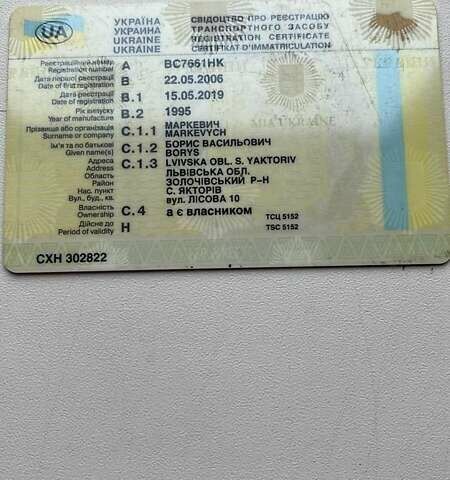 UA
УКРАЇНА
УКРАИНА
UKRAINE
СВІДОЦТВО ПРО РЕЄСТРАЦІЮ
ТРАНСПОРТНОГО ЗАСОБУ
REGISTRATION CERTIFICATE
CERTIFICAT D'IMMATRICULATION
Реєстраційний номер
Registration number
A BC7661HK
Дата першої реєстрації
Date of first registration
B 22.05.2006
Дата реєстрації
Date of registration
B.1 15.05.2019
Рік випуску
Year of manufacture
B.2 1995
Прізвище або організація
Surname or company
C.1.1 МАРКЕВИЧ
MARKEVYCH
Ім'я та по батькові
Given name(s)
C.1.2 БОРИС ВАСИЛЬОВИЧ
BORYS
Адреса
Address
C.1.3 LVIVSKA OBL. S. YAKTORIV
Область ЛЬВІВСЬКА ОБЛ.
Район ЗОЛОЧІВСЬКИЙ Р-Н
Нас. пункт С. ЯКТОРІВ
Вул., буд., кв. вул. ЛІСОВА 10
Власність
Ownership
C.4 а є власником
ТСЦ 5152
Дійсне до
Period of validity
H
TSC 5152
MIA UKRAINE
CXH 302822